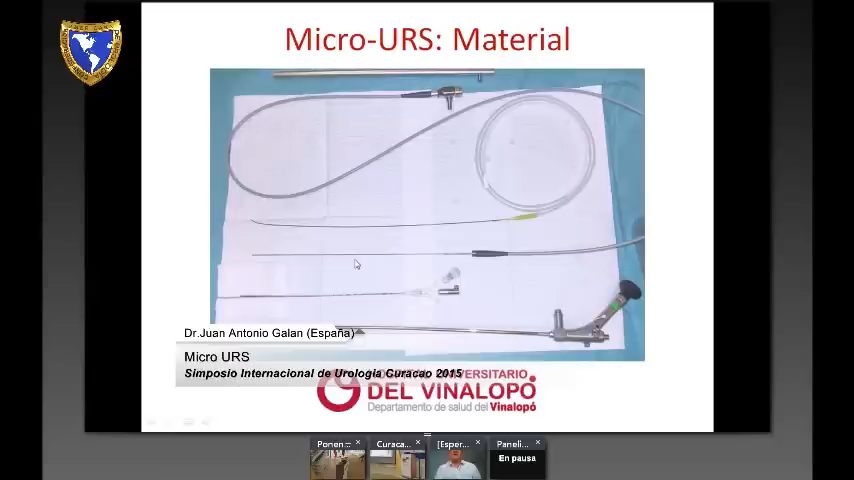 Micro-URS: Material
Dr.Juan Antonio Galan (España)
Micro URS
Simposio Internacional de Urologia Curacao 2015
UNIVERSITARIO
DEL VINALOPÓ
Departamento de salud del Vinalopó
Ponen...
Curaca...
[Esper...
Paneli...
En pausa